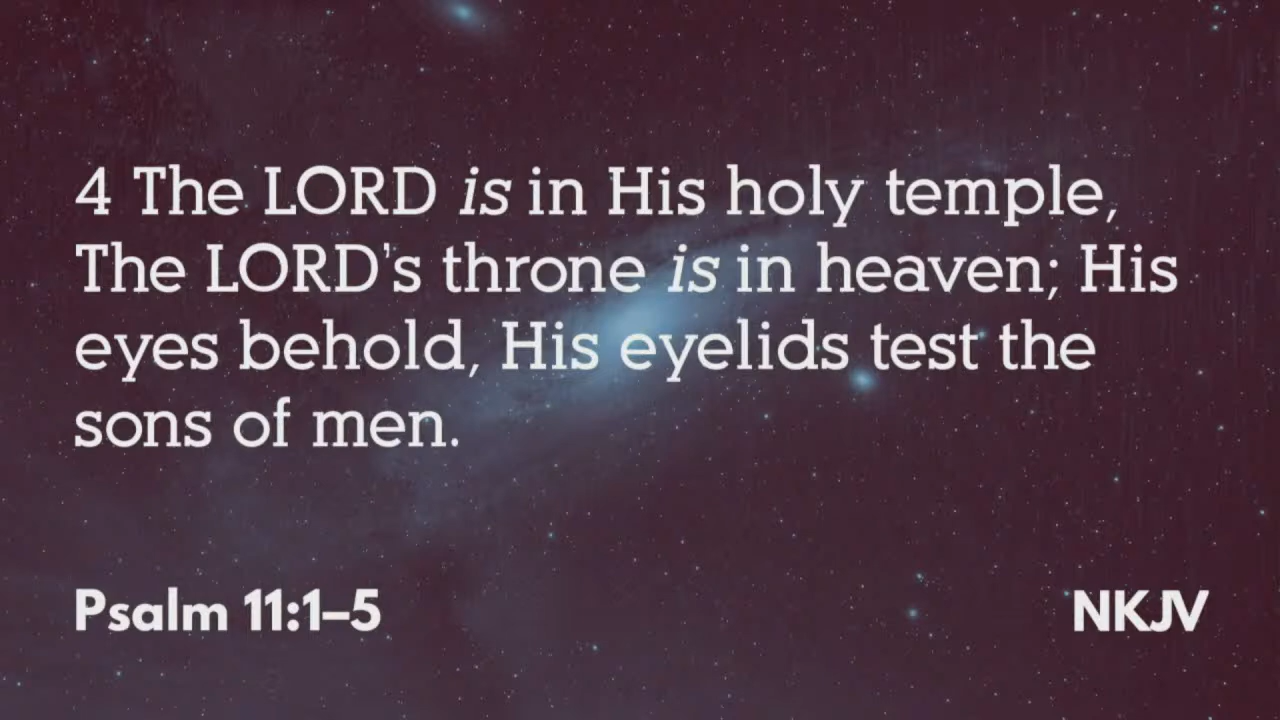 4 The LORD is in His holy temple,
The LORD's throne is in heaven; His
eyes behold, His eyelids test the
sons of men.
Psalm 11:1–5
NKJV